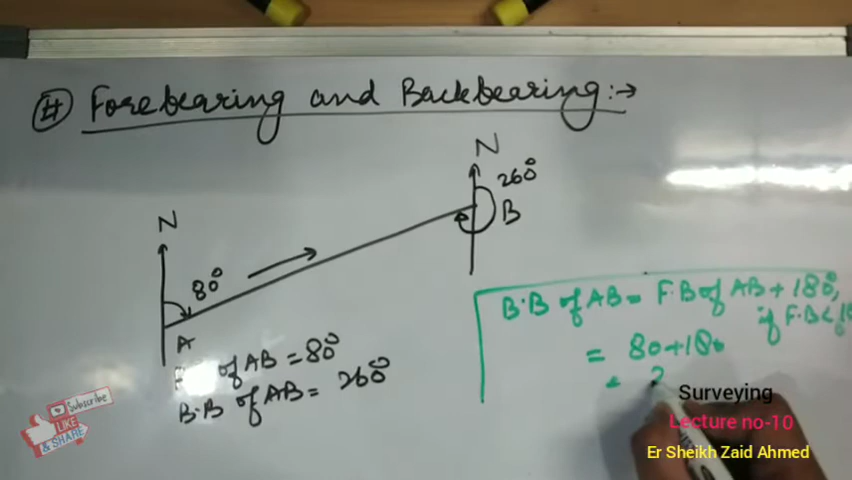 # Forebearing and Backbearing:→
N
N
260°
B
80°
A
of AB = 80°
B.B of AB = 260°
B.B of AB = F.B of AB + 180°,
if F.B <
= 80+180
= 2
Subscribe
LIKE
& SHARE
Surveying
Lecture no-10
Er Sheikh Zaid Ahmed